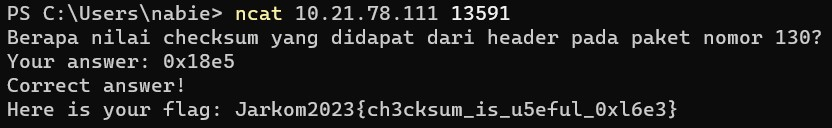 PS C:\Users\nabie> ncat 10.21.78.111 13591
Berapa nilai checksum yang didapat dari header pada paket nomor 130?
Your answer: 0x18e5
Correct answer!
Here is your flag: Jarkom2023{ch3cksum_is_u5eful_0xl6e3}